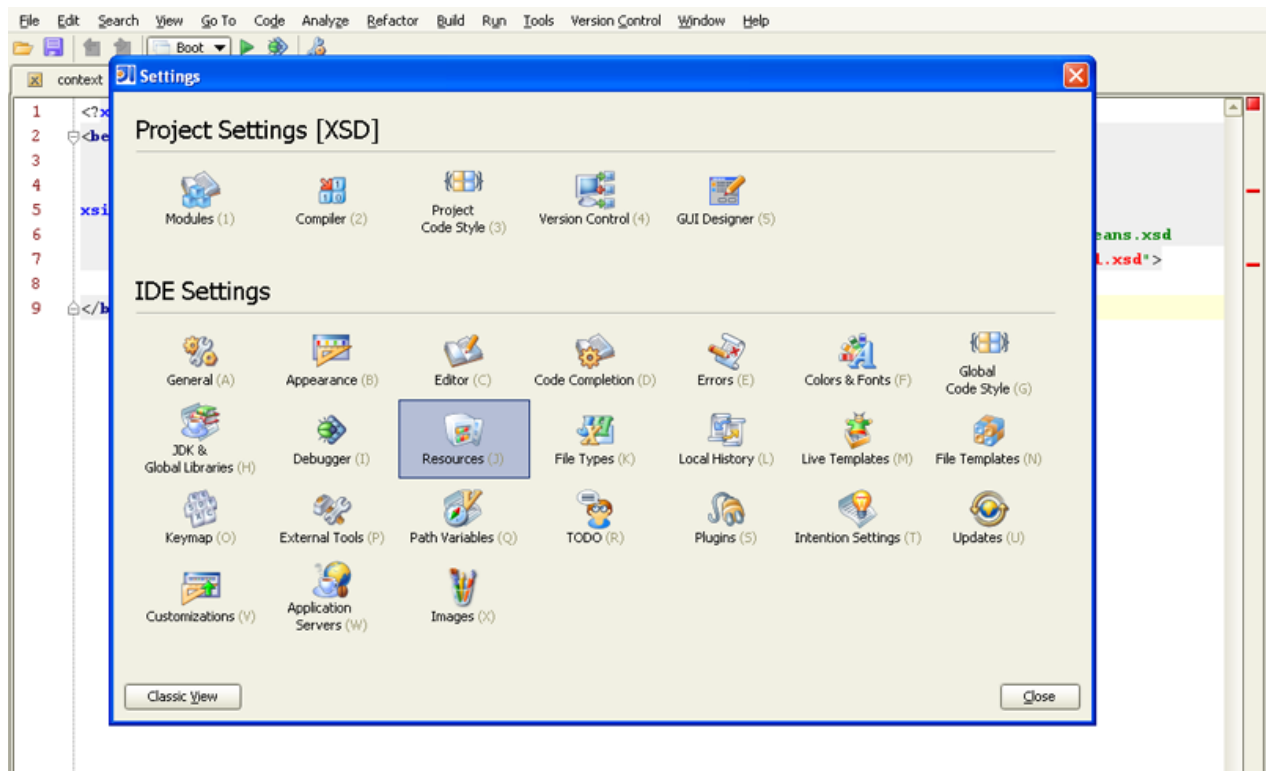 File Edit Search View Go To Code Analyze Refactor Build Run Tools Version Control Window Help
Boot
context
Settings
1 <?x
2 <be
3
4
5 xsi
6 eans.xsd
7 l.xsd">
8
9 </b
Project Settings [XSD]
Modules (1) Compiler (2) Project Code Style (3) Version Control (4) GUI Designer (5)
IDE Settings
General (A) Appearance (B) Editor (C) Code Completion (D) Errors (E) Colors & Fonts (F) Global Code Style (G)
JDK & Global Libraries (H) Debugger (I) Resources (J) File Types (K) Local History (L) Live Templates (M) File Templates (N)
Keymap (O) External Tools (P) Path Variables (Q) TODO (R) Plugins (S) Intention Settings (T) Updates (U)
Customizations (V) Application Servers (W) Images (X)
Classic View Close